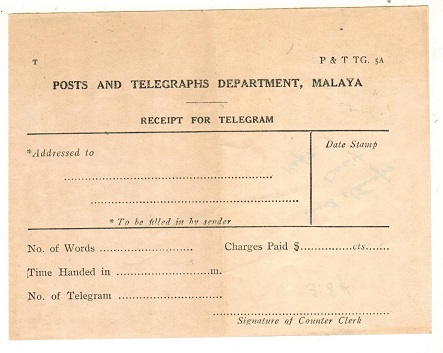 T P & T TG. 5A
POSTS AND TELEGRAPHS DEPARTMENT, MALAYA
RECEIPT FOR TELEGRAM
*Addressed to Date Stamp
* To be filled in by sender
No. of Words .................... Charges Paid $..............cts......
Time Handed in ......................m.
No. of Telegram ......................
Signature of Counter Clerk